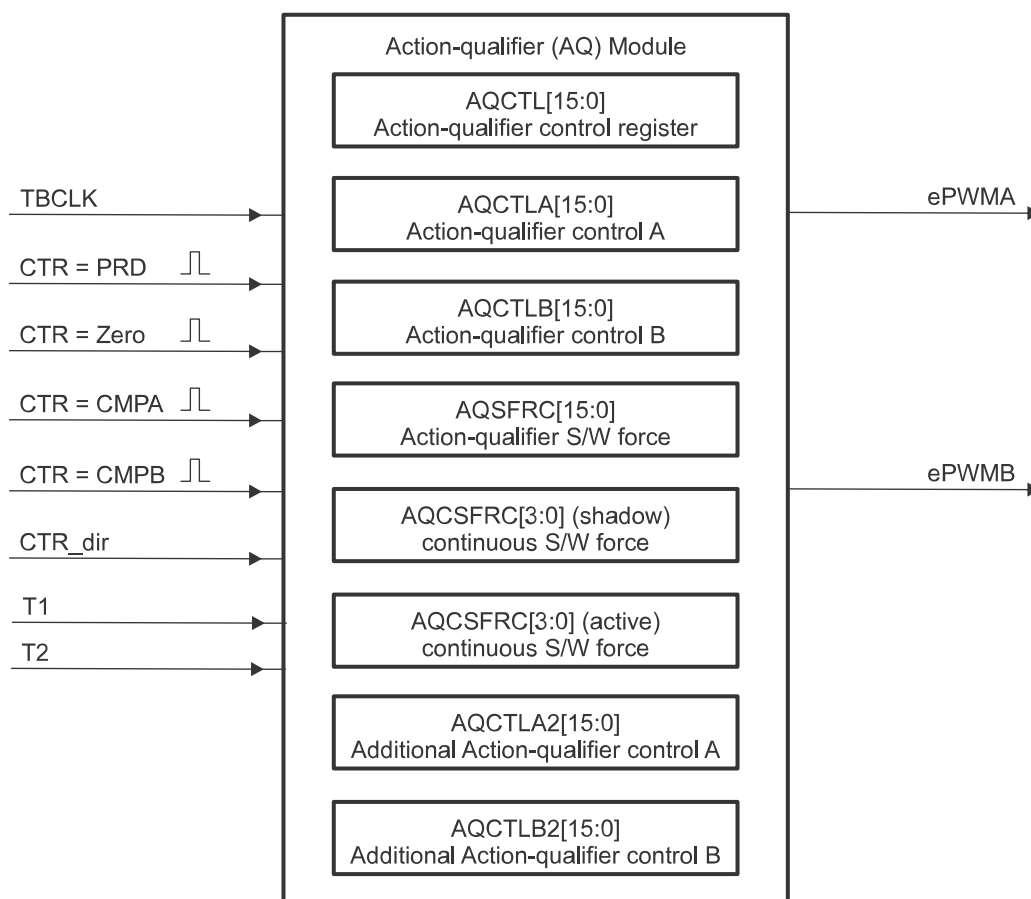 Action-qualifier (AQ) Module
AQCTL[15:0]
Action-qualifier control register
TBCLK
AQCTLA[15:0]
Action-qualifier control A
ePWMA
CTR = PRD
CTR = Zero
AQCTLB[15:0]
Action-qualifier control B
CTR = CMPA
AQSFRC[15:0]
Action-qualifier S/W force
CTR = CMPB
ePWMB
AQCSFRC[3:0] (shadow)
continuous S/W force
CTR_dir
T1
AQCSFRC[3:0] (active)
continuous S/W force
T2
AQCTLA2[15:0]
Additional Action-qualifier control A
AQCTLB2[15:0]
Additional Action-qualifier control B